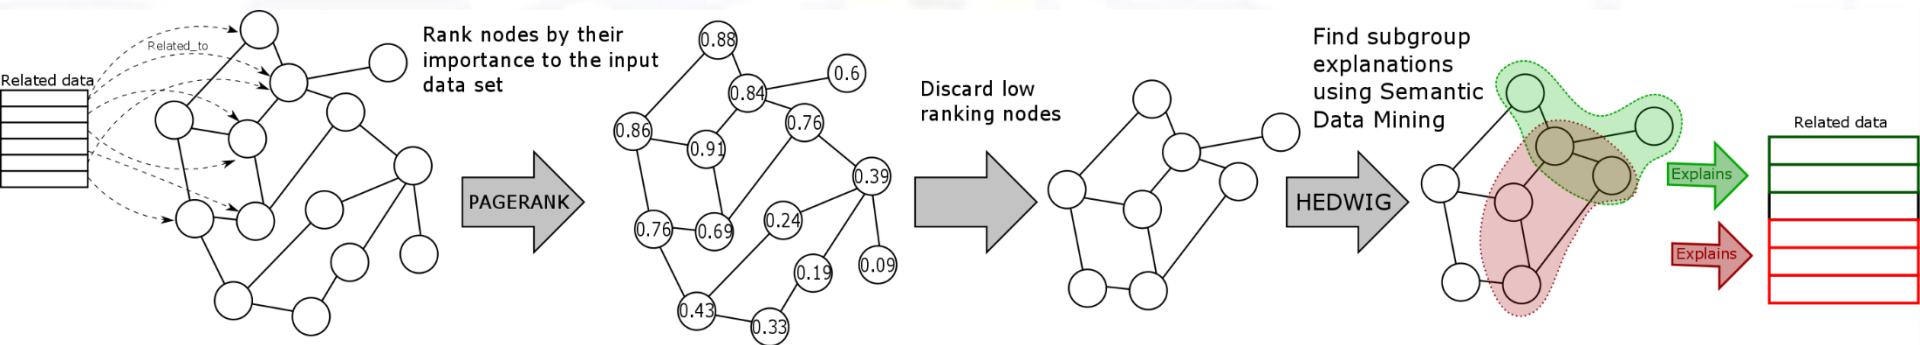 Related data
Related_to
Rank nodes by their
importance to the input
data set
PAGERANK
0.88
0.6
0.84
0.76
0.86
0.91
0.39
0.24
0.76
0.69
0.19
0.09
0.43
0.33
Discard low
ranking nodes
Find subgroup
explanations
using Semantic
Data Mining
HEDWIG
Explains
Explains
Related data